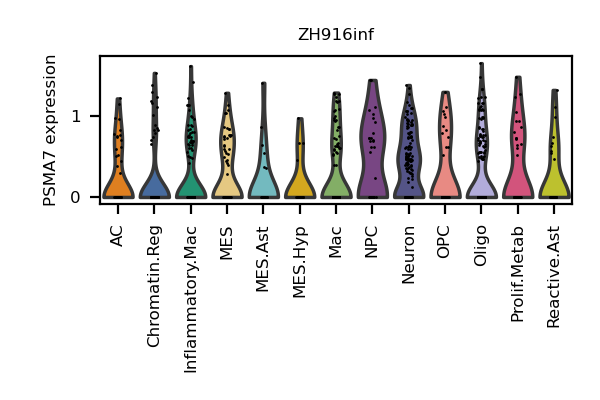 ZH916inf
PSMA7 expression
1
0
AC
Chromatin.Reg
Inflammatory.Mac
MES
MES.Ast
MES.Hyp
Mac
NPC
Neuron
OPC
Oligo
Prolif.Metab
Reactive.Ast